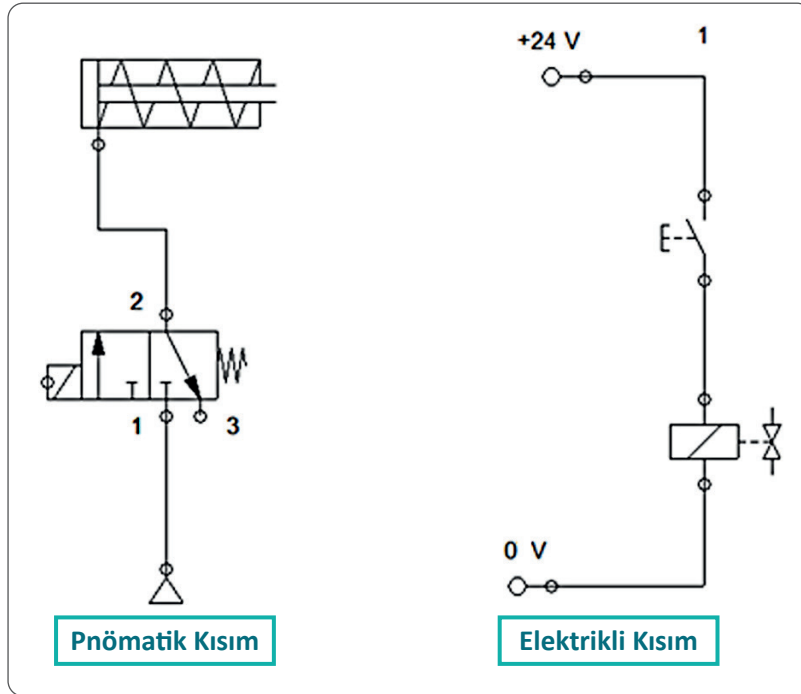 +24 V
1
2
1
3
0 V
Pnömatik Kısım
Elektrikli Kısım